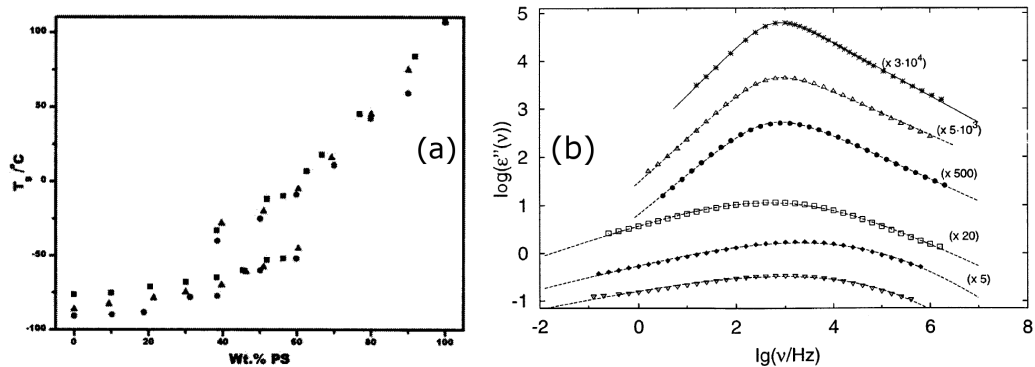 (a)
T_g /°C
100
50
0
-50
-100
0
20
40
60
80
100
Wt.% PS
(b)
log(ε''(ν))
5
4
3
2
1
0
-1
(x 3·10⁴)
(x 5·10³)
(x 500)
(x 20)
(x 5)
-2
0
2
4
6
8
lg(ν/Hz)